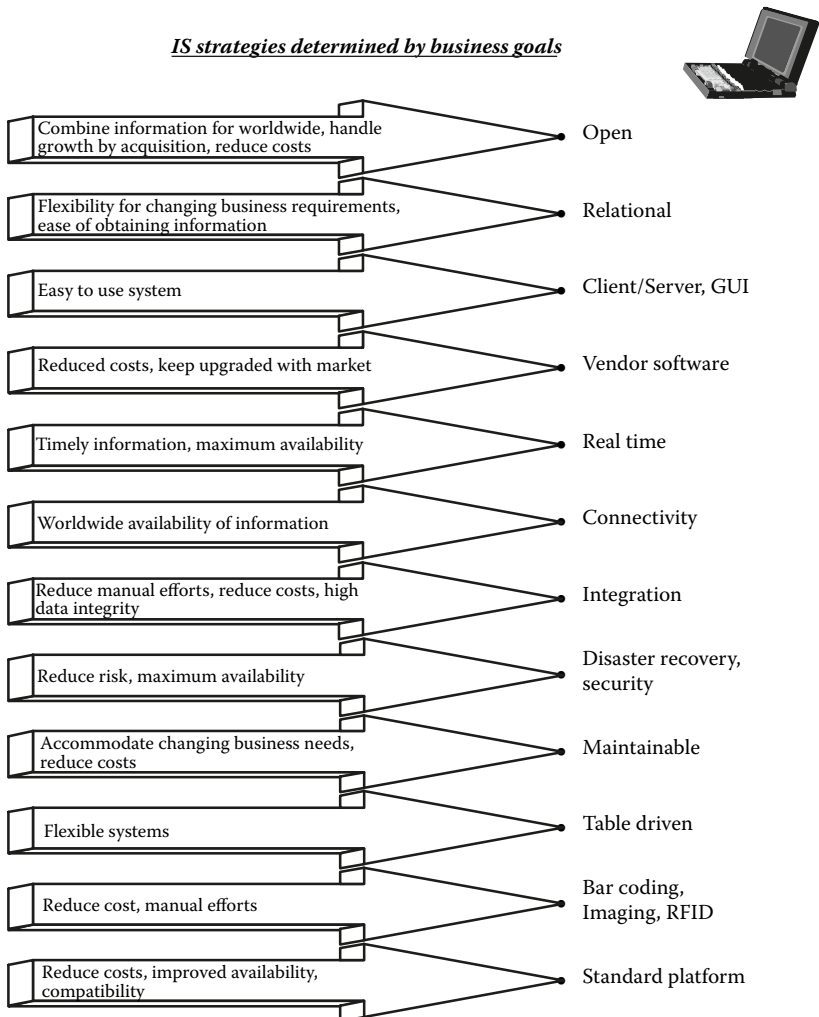 IS strategies determined by business goals
Combine information for worldwide, handle
growth by acquisition, reduce costs
Open
Flexibility for changing business requirements,
ease of obtaining information
Relational
Easy to use system
Client/Server, GUI
Reduced costs, keep upgraded with market
Vendor software
Timely information, maximum availability
Real time
Worldwide availability of information
Connectivity
Reduce manual efforts, reduce costs, high
data integrity
Integration
Reduce risk, maximum availability
Disaster recovery,
security
Accommodate changing business needs,
reduce costs
Maintainable
Flexible systems
Table driven
Reduce cost, manual efforts
Bar coding,
Imaging, RFID
Reduce costs, improved availability,
compatibility
Standard platform